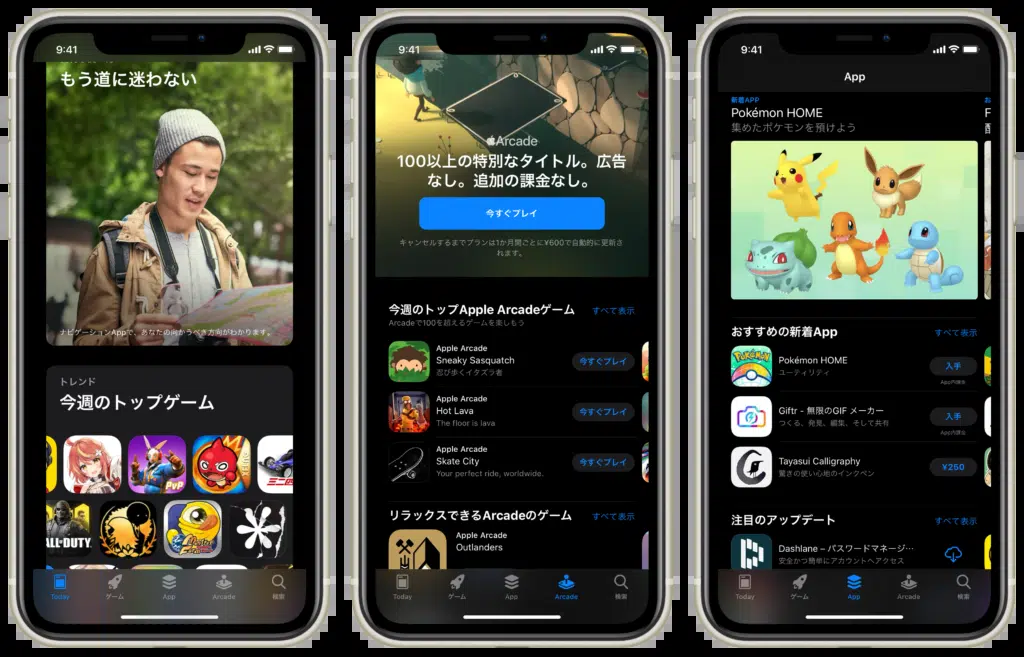 9:41
もう道に迷わない
ナビゲーションAppで、あなたの向かうべき方向がわかります。
トレンド
今週のトップゲーム
PvP
ミニ四
ALL·DUTY.
Today
ゲーム
App
Arcade
検索
9:41
Arcade
100以上の特別なタイトル。広告
なし。追加の課金なし。
今すぐプレイ
キャンセルするまでプランは1か月間ごとに¥600で自動的に更新さ
れます。
今週のトップApple Arcadeゲーム
すべて表示
Arcadeで100を超えるゲームを楽しもう
Apple Arcade
Sneaky Sasquatch
忍び歩くイタズラ者
今すぐプレイ
Apple Arcade
Hot Lava
The floor is lava
今すぐプレイ
Apple Arcade
Skate City
Your perfect ride, worldwide.
今すぐプレイ
リラックスできるArcadeのゲーム
すべて表示
Apple Arcade
Outlanders
Today
ゲーム
App
Arcade
検索
9:41
App
新着APP
Pokémon HOME
集めたポケモンを預けよう
おすすめの新着App
すべて表示
Pokémon HOME
ユーティリティ
入手
App内課金
Giftr - 無限のGIF メーカー
つくる、発見、編集、そして共有
入手
App内課金
Tayasui Calligraphy
驚きの使い心地のインクペン
¥250
注目のアップデート
すべて表示
Dashlane – パスワードマネージ…
安全かつ簡単にアカウントへアクセス
Today
ゲーム
App
Arcade
検索